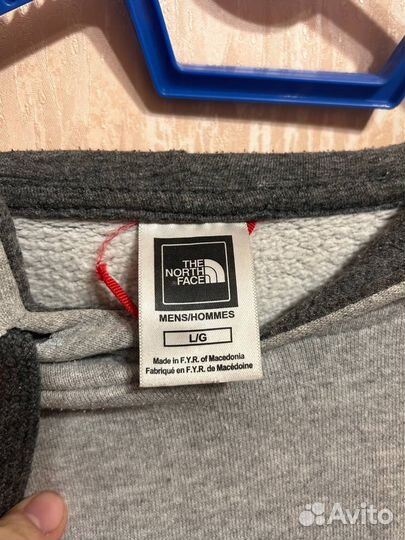 THE
NORTH
FACE
MENS/HOMMES
L/G
Made in F.Y.R. of Macedonia
Fabriqué en F.Y.R. de Macédoine
Avito